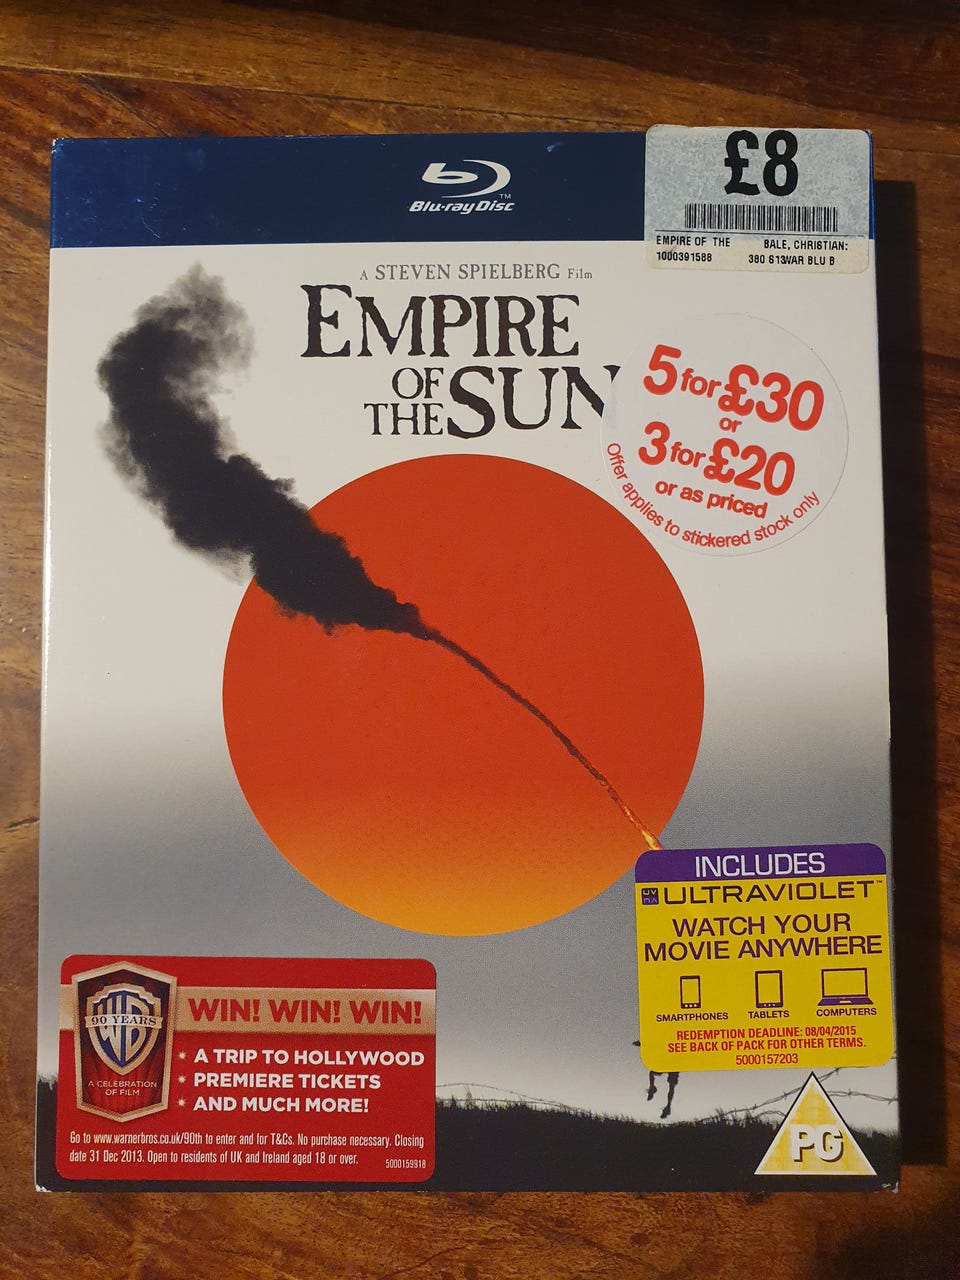 Blu-ray Disc™
£8
EMPIRE OF THE BALE, CHRISTIAN:
1000391588 380 S13WAR BLU B
A STEVEN SPIELBERG Film
EMPIRE
OF
THE SUN
5 for £30
or
3 for £20
or as priced
Offer applies to stickered stock only
INCLUDES
UV ULTRAVIOLET™
WATCH YOUR
MOVIE ANYWHERE
SMARTPHONES TABLETS COMPUTERS
REDEMPTION DEADLINE: 08/04/2015
SEE BACK OF PACK FOR OTHER TERMS.
5000157203
WB
90 YEARS
A CELEBRATION
OF FILM
WIN! WIN! WIN!
* A TRIP TO HOLLYWOOD
* PREMIERE TICKETS
* AND MUCH MORE!
Go to www.warnerbros.co.uk/90th to enter and for T&Cs. No purchase necessary. Closing
date 31 Dec 2013. Open to residents of UK and Ireland aged 18 or over. 5000159918
PG